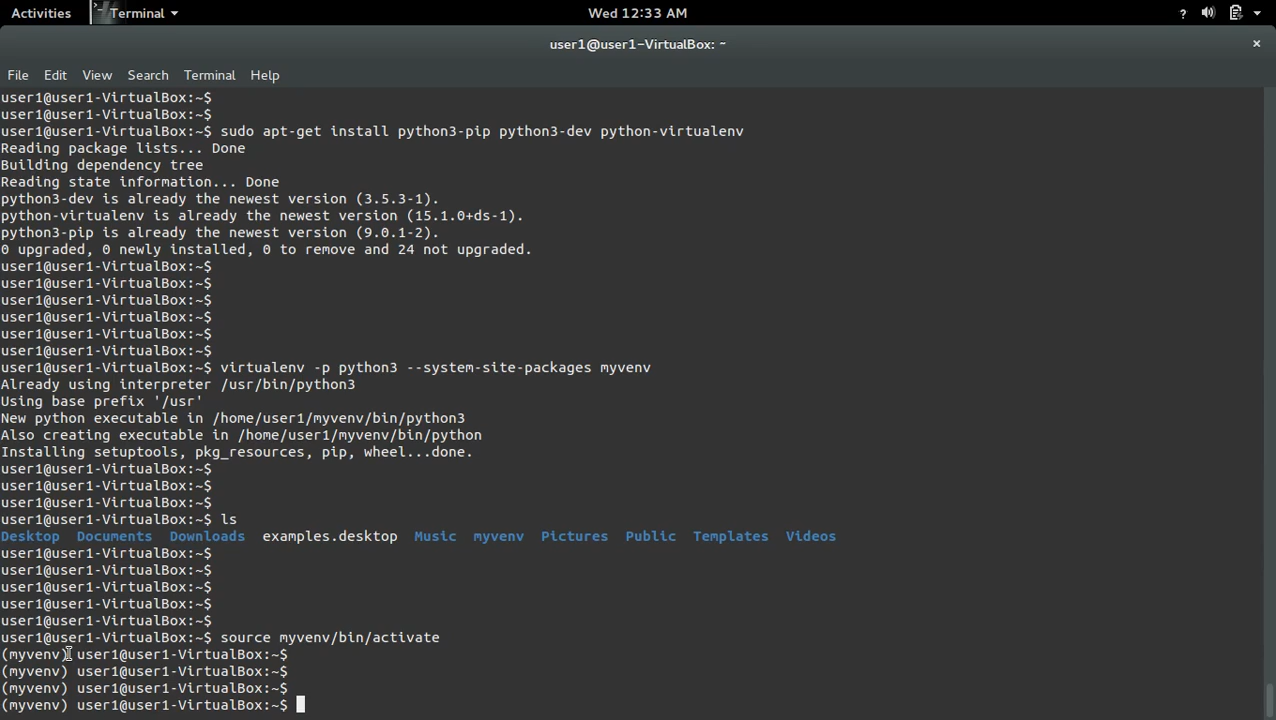 Activities Terminal Wed 12:33 AM ?
user1@user1-VirtualBox: ~ ×
File Edit View Search Terminal Help
user1@user1-VirtualBox:~$
user1@user1-VirtualBox:~$
user1@user1-VirtualBox:~$ sudo apt-get install python3-pip python3-dev python-virtualenv
Reading package lists... Done
Building dependency tree
Reading state information... Done
python3-dev is already the newest version (3.5.3-1).
python-virtualenv is already the newest version (15.1.0+ds-1).
python3-pip is already the newest version (9.0.1-2).
0 upgraded, 0 newly installed, 0 to remove and 24 not upgraded.
user1@user1-VirtualBox:~$
user1@user1-VirtualBox:~$
user1@user1-VirtualBox:~$
user1@user1-VirtualBox:~$
user1@user1-VirtualBox:~$
user1@user1-VirtualBox:~$
user1@user1-VirtualBox:~$ virtualenv -p python3 --system-site-packages myvenv
Already using interpreter /usr/bin/python3
Using base prefix '/usr'
New python executable in /home/user1/myvenv/bin/python3
Also creating executable in /home/user1/myvenv/bin/python
Installing setuptools, pkg_resources, pip, wheel...done.
user1@user1-VirtualBox:~$
user1@user1-VirtualBox:~$
user1@user1-VirtualBox:~$
user1@user1-VirtualBox:~$ ls
Desktop Documents Downloads examples.desktop Music myvenv Pictures Public Templates Videos
user1@user1-VirtualBox:~$
user1@user1-VirtualBox:~$
user1@user1-VirtualBox:~$
user1@user1-VirtualBox:~$
user1@user1-VirtualBox:~$
user1@user1-VirtualBox:~$ source myvenv/bin/activate
(myvenv) user1@user1-VirtualBox:~$
(myvenv) user1@user1-VirtualBox:~$
(myvenv) user1@user1-VirtualBox:~$
(myvenv) user1@user1-VirtualBox:~$